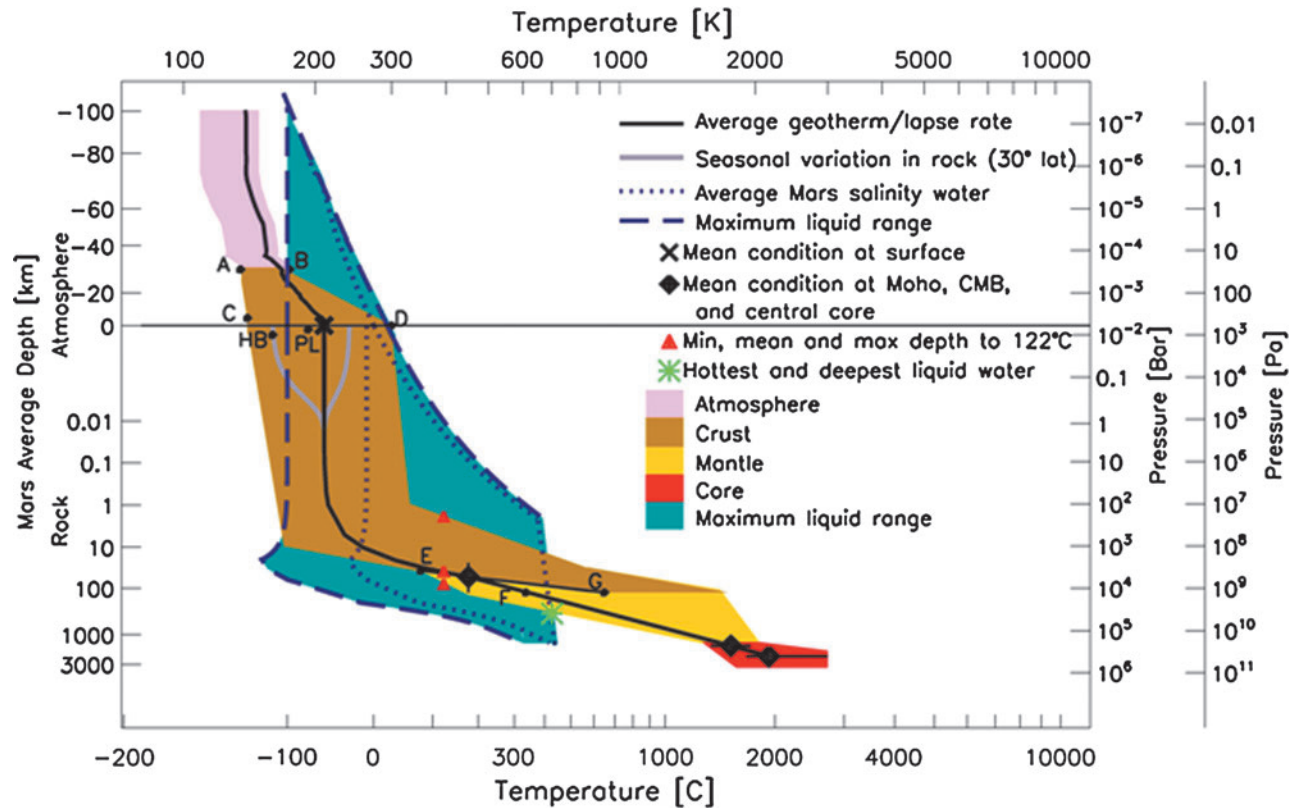 Temperature [K]
100 200 300 600 1000 2000 5000 10000
Mars Average Depth [km]
Atmosphere
Rock
-100
-80
-60
-40
-20
0
0.01
0.1
1
10
100
1000
3000
A
B
C
D
HB
PL
E
F
G
Average geotherm/lapse rate
Seasonal variation in rock (30° lat)
Average Mars salinity water
Maximum liquid range
Mean condition at surface
Mean condition at Moho, CMB,
and central core
Min, mean and max depth to 122°C
Hottest and deepest liquid water
Atmosphere
Crust
Mantle
Core
Maximum liquid range
10⁻⁷
10⁻⁶
10⁻⁵
10⁻⁴
10⁻³
10⁻²
0.1
1
10
10²
10³
10⁴
10⁵
10⁶
Pressure [Bar]
0.01
0.1
1
10
100
10³
10⁴
10⁵
10⁶
10⁷
10⁸
10⁹
10¹⁰
10¹¹
Pressure [Pa]
-200 -100 0 300 1000 2000 4000 10000
Temperature [C]